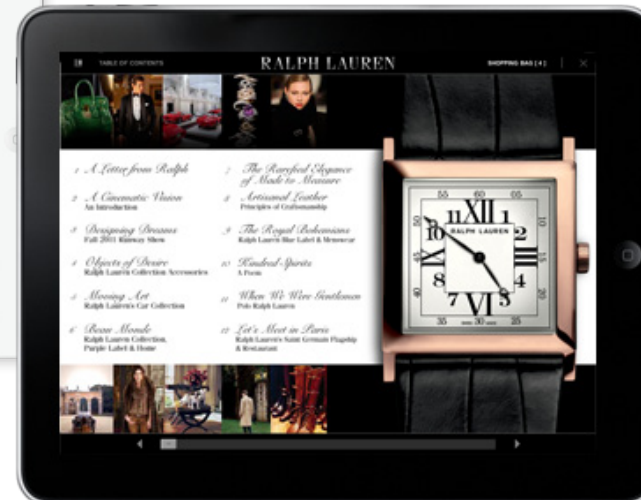 TABLE OF CONTENTS
RALPH LAUREN
SHOPPING BAG [ 4 ]
1 A Letter from Ralph
2 A Cinematic Vision
An Introduction
3 Designing Dreams
Fall 2011 Runway Show
4 Objects of Desire
Ralph Lauren Collection Accessories
5 Moving Art
Ralph Lauren's Car Collection
6 Beau Monde
Ralph Lauren Collection,
Purple Label & Home
7 The Rarefied Elegance
of Made to Measure
8 Artisanal Leather
Principles of Craftsmanship
9 The Royal Bohemians
Ralph Lauren Blue Label & Menswear
10 Kindred Spirits
A Poem
11 When We Were Gentlemen
Polo Ralph Lauren
12 Let's Meet in Paris
Ralph Lauren's Saint Germain Flagship
& Restaurant
55 60 05
50 11 XII 1 10
RALPH LAUREN
10 2
45 15
40 8 20
7 VI 5
35 30 25